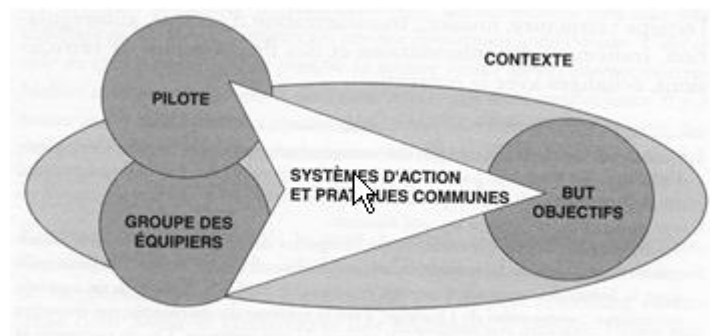 CONTEXTE
PILOTE
SYSTÈMES D'ACTION
ET PRATIQUES COMMUNES
BUT
OBJECTIFS
GROUPE DES
ÉQUIPIERS